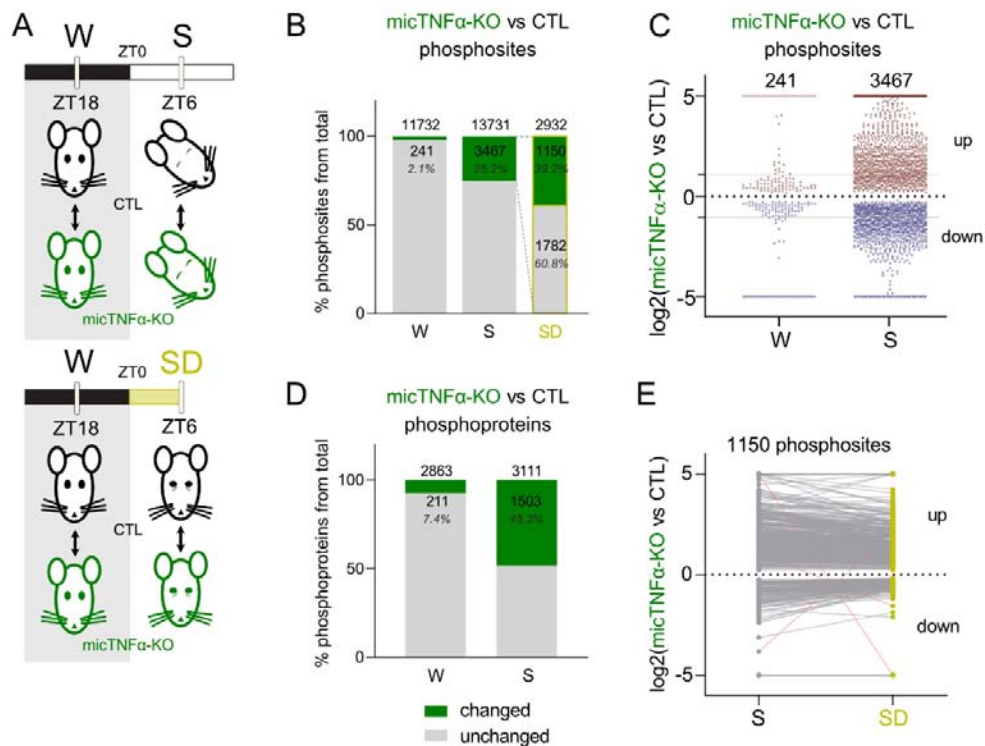 A
W
S
ZT0
ZT18
ZT6
CTL
micTNFα-KO
W
SD
ZT0
ZT18
ZT6
CTL
micTNFα-KO
B
micTNFα-KO vs CTL
phosphosites
% phosphosites from total
100
50
0
11732
13731
2932
241
2.1%
3467
25.2%
1150
39.2%
1782
60.8%
W
S
SD
C
micTNFα-KO vs CTL
phosphosites
log2(micTNFα-KO vs CTL)
241
3467
5
0
-5
up
down
W
S
D
micTNFα-KO vs CTL
phosphoproteins
% phosphoproteins from total
100
50
0
2863
3111
211
7.4%
1503
48.3%
W
S
changed
unchanged
E
1150 phosphosites
log2(micTNFα-KO vs CTL)
5
0
-5
up
down
S
SD